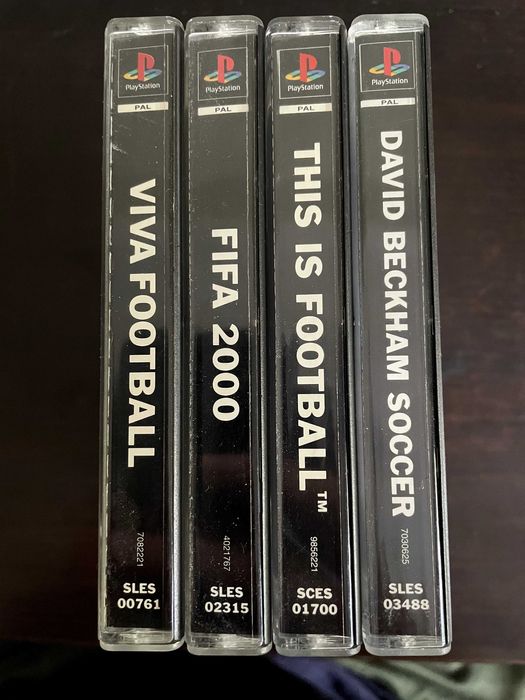 PlayStation
PAL
VIVA FOOTBALL
7082221
SLES
00761
PlayStation
PAL
FIFA 2000
4021767
SLES
02315
PlayStation
PAL
THIS IS FOOTBALL™
9856221
SCES
01700
PlayStation
PAL
DAVID BECKHAM SOCCER
7030625
SLES
03488